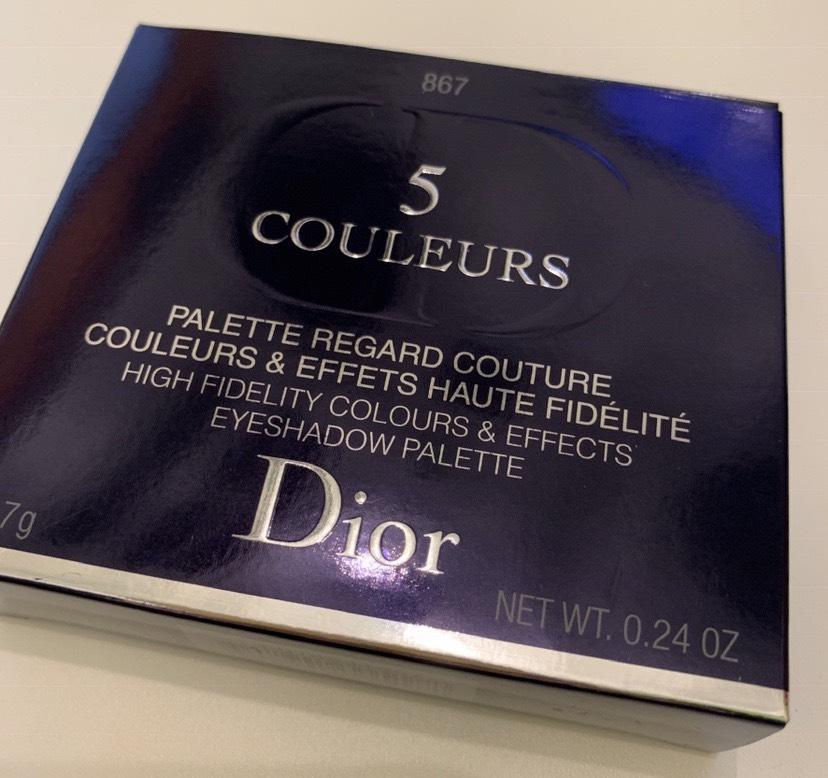 867
5
COULEURS
PALETTE REGARD COUTURE
COULEURS & EFFETS HAUTE FIDÉLITÉ
HIGH FIDELITY COLOURS & EFFECTS
EYESHADOW PALETTE
Dior
7g
NET WT. 0.24 OZ